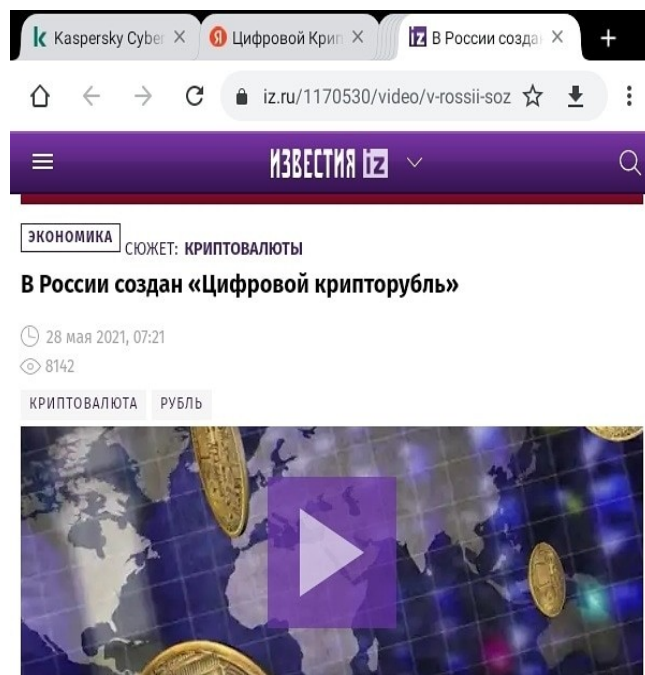 Kaspersky Cyber
Цифровой Крип
В России созда
iz.ru/1170530/video/v-rossii-soz
ИЗВЕСТИЯ iz
ЭКОНОМИКА
СЮЖЕТ: КРИПТОВАЛЮТЫ
В России создан «Цифровой крипторубль»
28 мая 2021, 07:21
8142
КРИПТОВАЛЮТА РУБЛЬ